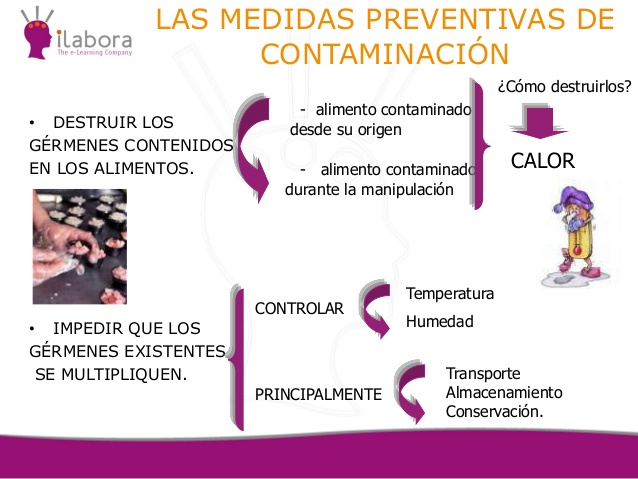 iLabora
The e-Learning Company
LAS MEDIDAS PREVENTIVAS DE
CONTAMINACIÓN
¿Cómo destruirlos?
CALOR
• DESTRUIR LOS
GÉRMENES CONTENIDOS
EN LOS ALIMENTOS.
- alimento contaminado
desde su origen
- alimento contaminado
durante la manipulación
• IMPEDIR QUE LOS
GÉRMENES EXISTENTES
SE MULTIPLIQUEN.
CONTROLAR
Temperatura
Humedad
PRINCIPALMENTE
Transporte
Almacenamiento
Conservación.